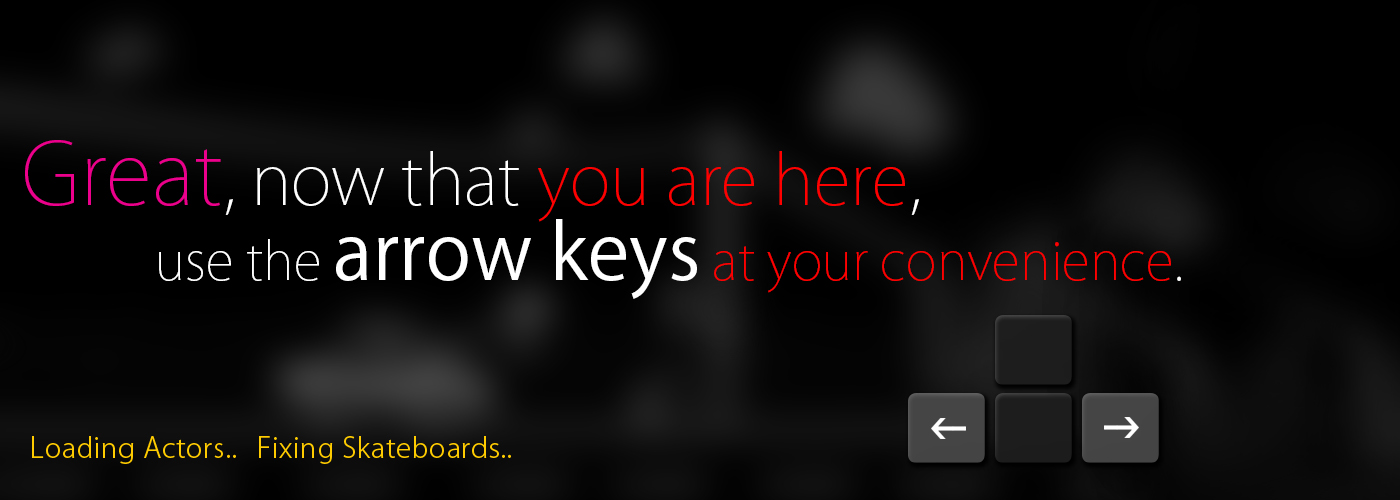 Great, now that you are here,
use the arrow keys at your convenience.
Loading Actors.. Fixing Skateboards..